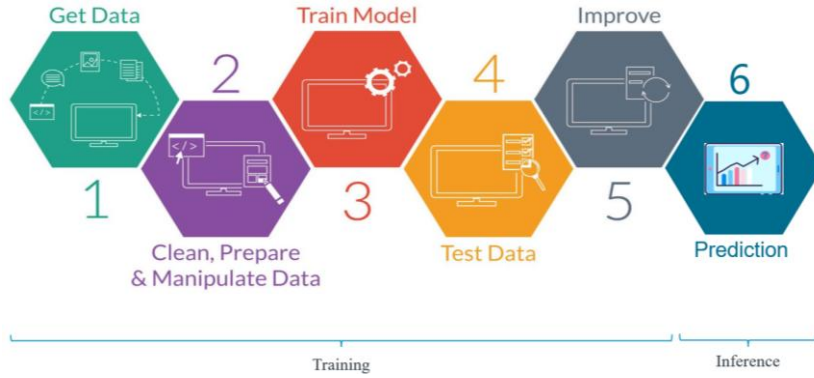 Get Data
1
2
Clean, Prepare
& Manipulate Data
Train Model
3
4
Test Data
Improve
5
6
Prediction
Training
Inference